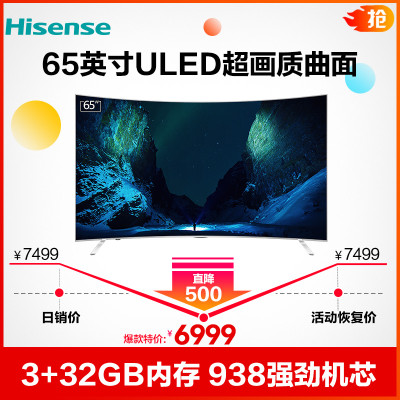 Hisense
抢
65英寸ULED超画质曲面
65"
¥7499
¥7499
直降
500
日销价
活动恢复价
爆款特价:¥6999
3+32GB内存 938强劲机芯